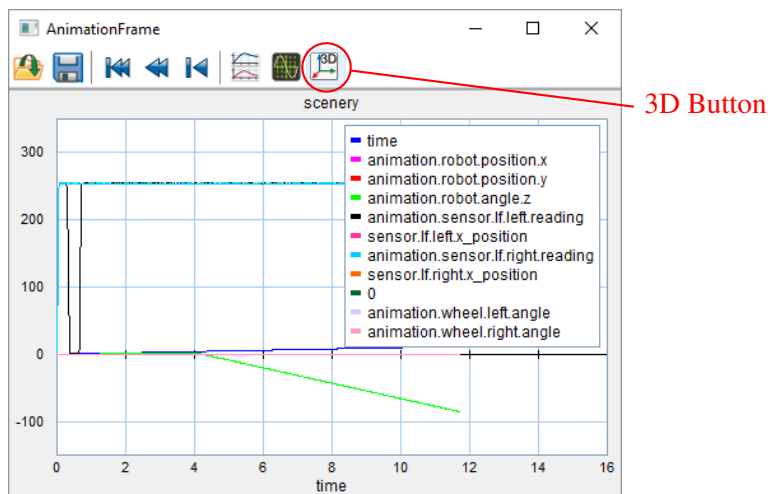 AnimationFrame
3D
3D Button
scenery
300
200
100
0
-100
time
animation.robot.position.x
animation.robot.position.y
animation.robot.angle.z
animation.sensor.lf.left.reading
sensor.lf.left.x_position
animation.sensor.lf.right.reading
sensor.lf.right.x_position
0
animation.wheel.left.angle
animation.wheel.right.angle
0 2 4 6 8 10 12 14 16
time